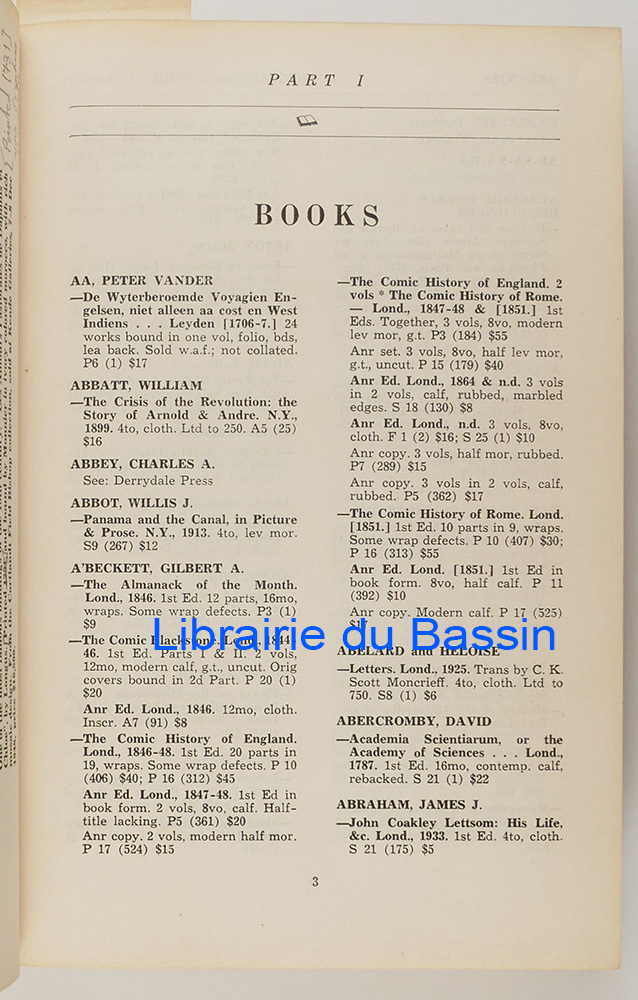 PART I
BOOKS
AA, PETER VANDER
—De Wyterberoemde Voyagien En-
gelsen, niet alleen aa cost en West
Indiens . . . Leyden [1706-7.] 24
works bound in one vol, folio, bds,
lea back. Sold w.a.f.; not collated.
P6 (1) $17
ABBATT, WILLIAM
—The Crisis of the Revolution: the
Story of Arnold & Andre. N.Y.,
1899. 4to, cloth. Ltd to 250. A5 (25)
$16
ABBEY, CHARLES A.
See: Derrydale Press
ABBOT, WILLIS J.
—Panama and the Canal, in Picture
& Prose. N.Y., 1913. 4to, lev mor.
S9 (267) $12
A'BECKETT, GILBERT A.
—The Almanack of the Month.
Lond., 1846. 1st Ed. 12 parts, 16mo,
wraps. Some wrap defects. P3 (1)
$9
—The Comic Blackstone. Lond., 1844-
46. 1st Ed. Parts I & II. 2 vols,
12mo, modern calf, g.t., uncut. Orig
covers bound in 2d Part. P 20 (1)
$20
Anr Ed. Lond., 1846. 12mo, cloth.
Inscr. A7 (91) $8
—The Comic History of England.
Lond., 1846-48. 1st Ed. 20 parts in
19, wraps. Some wrap defects. P 10
(406) $40; P 16 (312) $45
Anr Ed. Lond., 1847-48. 1st Ed in
book form. 2 vols, 8vo, calf. Half-
title lacking. P5 (361) $20
Anr copy. 2 vols, modern half mor.
P 17 (524) $15
—The Comic History of England. 2
vols * The Comic History of Rome.
— Lond., 1847-48 & [1851.] 1st
Eds. Together, 3 vols, 8vo, modern
lev mor, g.t. P3 (184) $55
Anr set. 3 vols, 8vo, half lev mor,
g.t., uncut. P 15 (179) $40
Anr Ed. Lond., 1864 & n.d. 3 vols
in 2 vols, calf, rubbed, marbled
edges. S 18 (130) $8
Anr Ed. Lond., n.d. 3 vols, 8vo,
cloth. F 1 (2) $16; S 25 (1) $10
Anr copy. 3 vols, half mor, rubbed.
P7 (289) $15
Anr copy. 3 vols in 2 vols, calf,
rubbed. P5 (362) $17
—The Comic History of Rome. Lond.
[1851.] 1st Ed. 10 parts in 9, wraps.
Some wrap defects. P 10 (407) $30;
P 16 (313) $55
Anr Ed. Lond. [1851.] 1st Ed in
book form. 8vo, half calf. P 11
(392) $10
Anr copy. Modern calf. P 17 (525)
Librairie du Bassin
ABELARD and HELOISE
—Letters. Lond., 1925. Trans by C. K.
Scott Moncrieff. 4to, cloth. Ltd to
750. S8 (1) $6
ABERCROMBY, DAVID
—Academia Scientiarum, or the
Academy of Sciences . . . Lond.,
1787. 1st Ed. 16mo, contemp. calf,
rebacked. S 21 (1) $22
ABRAHAM, JAMES J.
—John Coakley Lettsom: His Life,
&c. Lond., 1933. 1st Ed. 4to, cloth.
S 21 (175) $5
3